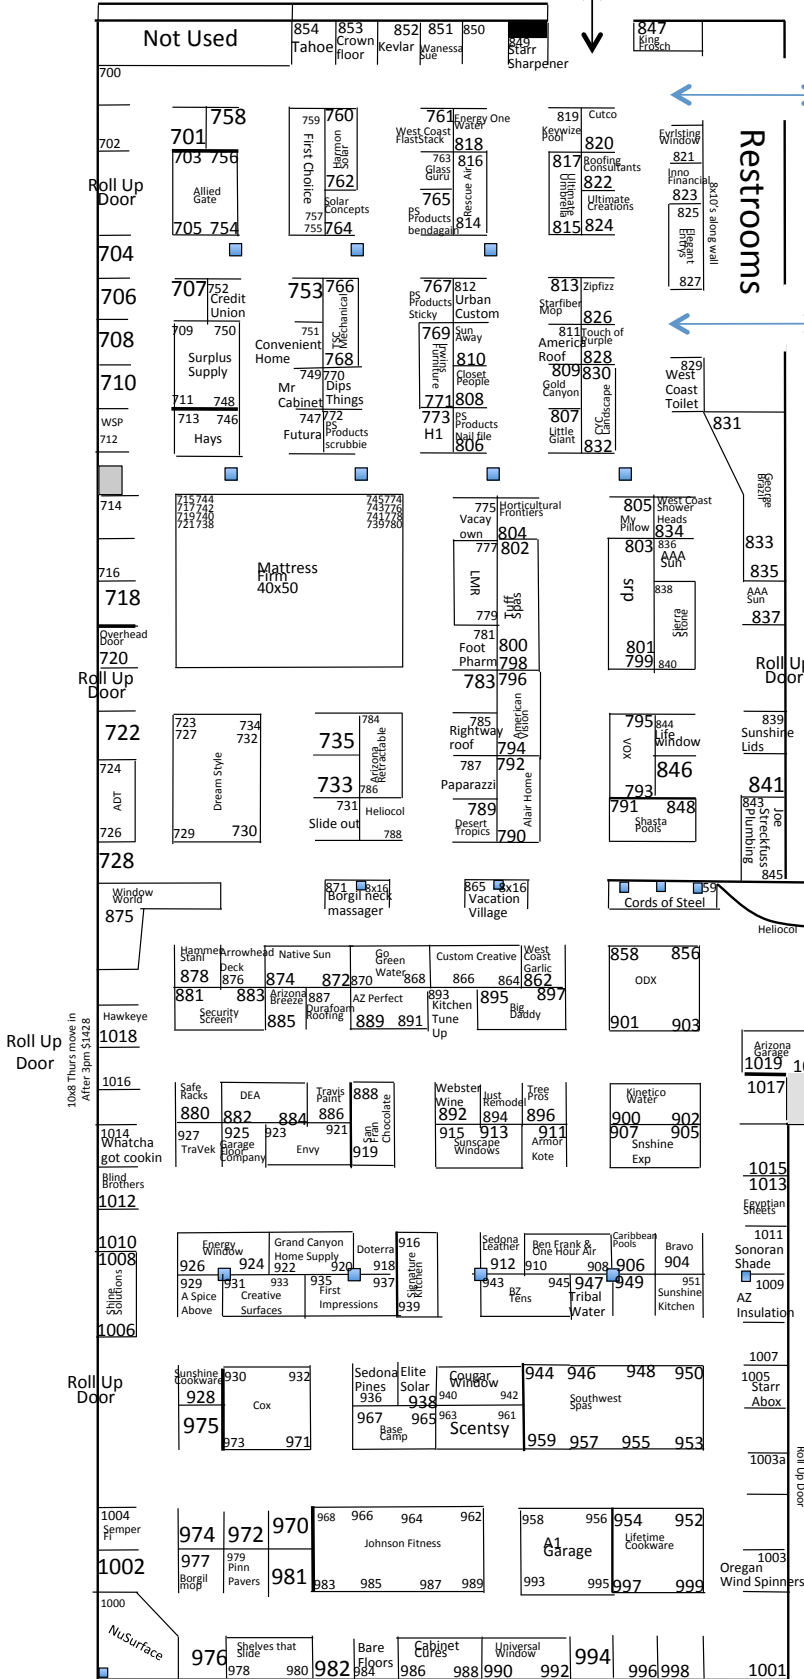 Not Used
854
Tahoe
853
Crown
floor
852
Kevlar
851
Wanessa
Sue
850
849
Starr
Sharpener
847
King
Frosch
700
702
Roll Up
Door
704
706
708
710
WSP
712
714
716
718
Overhead
Door
720
Roll Up
Door
722
724
ADT
726
728
758
701
703 756
Allied
Gate
705 754
759
First Choice
757
755
760
Harmon
Solar
762
Solar
Concepts
764
761
West Coast
FlastStack
Energy One
Water
818
763
Glass
Guru
765
PS
Products
bendagain
816
Rescue Air
814
819
Keywize
Pool
Cutco
820
817
Ultimate
Umbrella
815
Roofing
Consultants
822
Ultimate
Creations
824
Evrlsting
Window
821
Inno
Financial
823
825
Elegant
Entrys
827
8x10's along wall
Restrooms
707
752
Credit
Union
709 750
Surplus
Supply
711 748
713 746
Hays
753
766
TSC
Mechanical
768
751
Convenient
Home
749
Mr
Cabinet
770
Dips
Things
747
Futura
772
PS
Products
scrubbie
767
PS
Products
Sticky
812
Urban
Custom
769
Irwins
Furniture
771
Sun
Away
810
Closet
People
808
773
H1
PS
Products
Nail file
806
813
Starfiber
Mop
Zipfizz
826
811
America
Roof
Touch of
Purple
828
809
Gold
Canyon
830
CYC
Landscape
832
807
Little
Giant
829
West
Coast
Toilet
831
George
Brazil
833
835
AAA
Sun
837
Roll Up
Door
715744
717742
719740
721738
745774
743776
741778
739780
Mattress
Firm
40x50
775
Vacay
own
Horticultural
Frontiers
804
777
LMR
779
802
Tuff
Spas
800
798
781
Foot
Pharm
783
796
American
Vision
794
785
Rightway
roof
787
Paparazzi
792
Alair Home
790
789
Desert
Tropics
805
My
Pillow
West Coast
Shower
Heads
834
803
srp
801
799
836
AAA
Sun
838
Sierra
Stone
840
723
727
734
732
Dream Style
729
730
735
733
784
Arizona
Retractable
786
731
Slide out
Heliocol
788
795
VOX
793
844
Life
window
846
791 848
Shasta
Pools
839
Sunshine
Lids
841
843
Joe
Streckfuss
Plumbing
845
Window
World
875
871 8x16
Borgil neck
massager
865 8x16
Vacation
Village
59
Cords of Steel
Heliocol
Hammer
Stahl
878
Arrowhead
Deck
876
Native Sun
874 872
Go
Green
Water
870 868
Custom Creative
866 864
West
Coast
Garlic
862
881 883
Security
Screen
Arizona
Breeze
885
887
Durafoam
Roofing
AZ Perfect
889 891
893
Kitchen
Tune
Up
895 897
Big
Daddy
858 856
ODX
901 903
Roll Up
Door
10x8 Thurs move in
After 3pm $1428
Hawkeye
1018
1016
1014
Whatcha
got cookin
Blind
Brothers
1012
1010
1008
Shine
Solutions
1006
Arizona
Garage
1019
1017
1015
1013
Egyptian
Sheets
1011
Sonoran
Shade
1009
AZ
Insulation
1007
1005
Starr
Abox
1003a
Roll Up Door
1003
Oregan
Wind Spinners
1001
Safe
Racks
880
DEA
882 884
Travis
Paint
886
888
San
Fran
Chocolate
919
927
TraVek
925
Garage
Floor
Company
923 921
Envy
Webster
Wine
892
Just
Remodel
894
Tree
Pros
896
915 913
Sunscape
Windows
911
Armor
Kote
Kinetico
Water
900 902
907 905
Snshine
Exp
Energy
Window
926 924
Grand Canyon
Home Supply
922 920
Doterra
918
916
Signature
Kitchen
939
929
A Spice
Above
931 933
Creative
Surfaces
935 937
First
Impressions
Sedona
Leather
912
Ben Frank &
One Hour Air
910 908
Caribbean
Pools
906
Bravo
904
943 945
BZ
Tens
947
Tribal
Water
949
951
Sunshine
Kitchen
Roll Up
Door
Sunshine
Cookware
928
975
930 932
Cox
973 971
Sedona
Pines
936
Elite
Solar
938
Cougar
Window
940 942
967 965
Base
Camp
963 961
Scentsy
944 946 948 950
Southwest
Spas
959 957 955 953
1004
Semper
FI
1002
1000
NuSurface
974 972 970
977
Borgil
mop
979
Pinn
Pavers
981
968 966 964 962
Johnson Fitness
983 985 987 989
958 956
A1
Garage
993 995
954 952
Lifetime
Cookware
997 999
976
Shelves that
Slide
978 980
982
Bare
Floors
984
Cabinet
Cures
986 988
Universal
Window
990 992
994
996 998